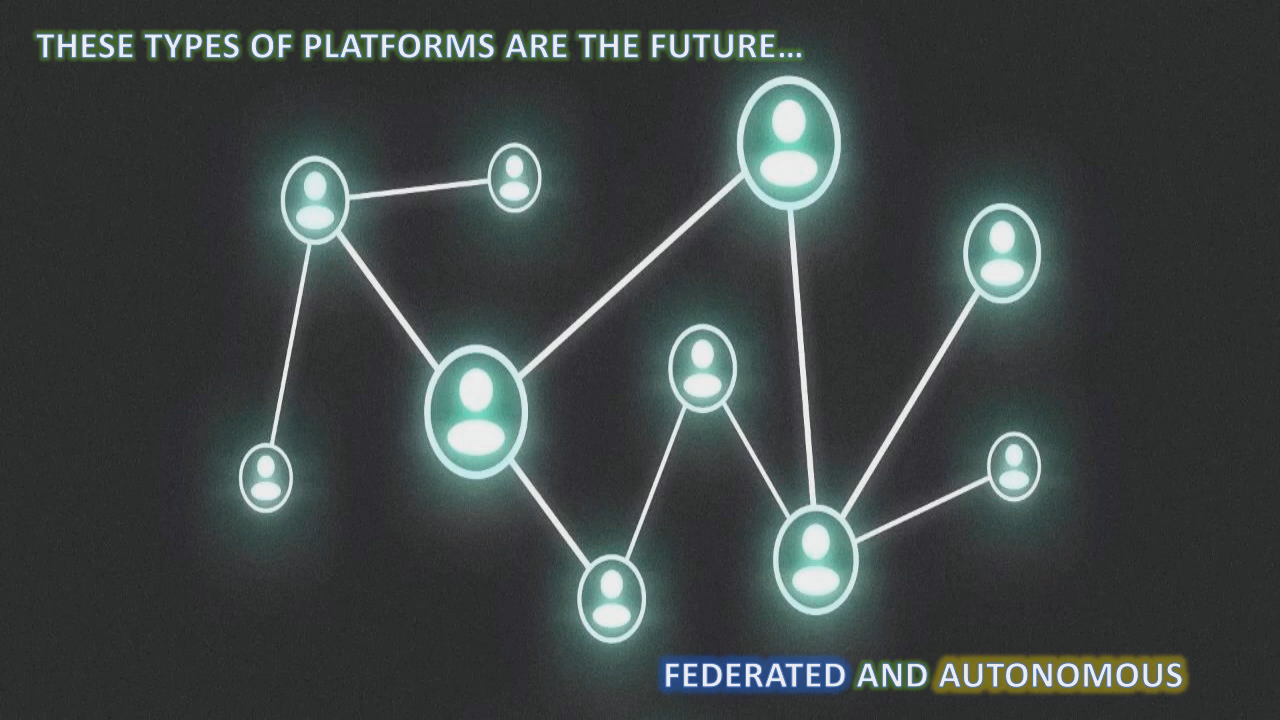 THESE TYPES OF PLATFORMS ARE THE FUTURE…
FEDERATED AND AUTONOMOUS